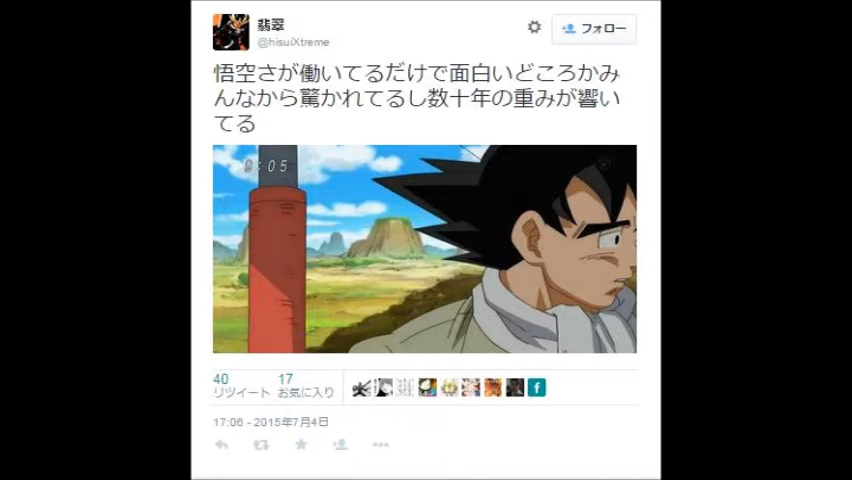 翡翠
@hisuiXtreme
フォロー
悟空さが働いてるだけで面白いどころかみ
んなから驚かれてるし数十年の重みが響い
てる
9:05
40
リツイート
17
お気に入り
17:06 - 2015年7月4日